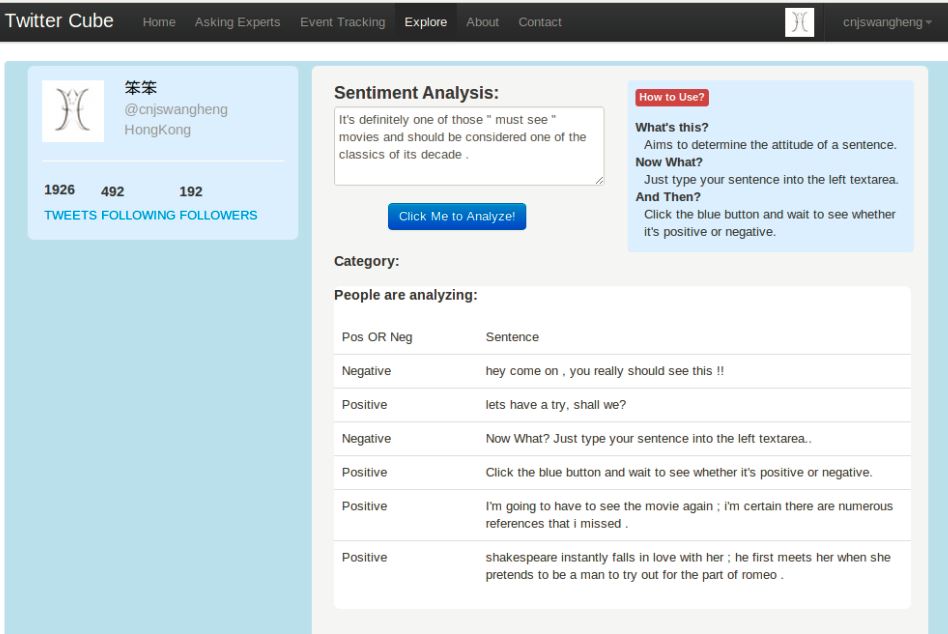 Twitter Cube Home Asking Experts Event Tracking Explore About Contact cnjswangheng
笨笨
@cnjswangheng
HongKong
1926 492 192
TWEETS FOLLOWING FOLLOWERS
Sentiment Analysis:
It's definitely one of those " must see "
movies and should be considered one of the
classics of its decade .
Click Me to Analyze!
How to Use?
What's this?
Aims to determine the attitude of a sentence.
Now What?
Just type your sentence into the left textarea.
And Then?
Click the blue button and wait to see whether
it's positive or negative.
Category:
People are analyzing:
Pos OR Neg Sentence
Negative hey come on , you really should see this !!
Positive lets have a try, shall we?
Negative Now What? Just type your sentence into the left textarea..
Positive Click the blue button and wait to see whether it's positive or negative.
Positive I'm going to have to see the movie again ; i'm certain there are numerous
references that i missed .
Positive shakespeare instantly falls in love with her ; he first meets her when she
pretends to be a man to try out for the part of romeo .